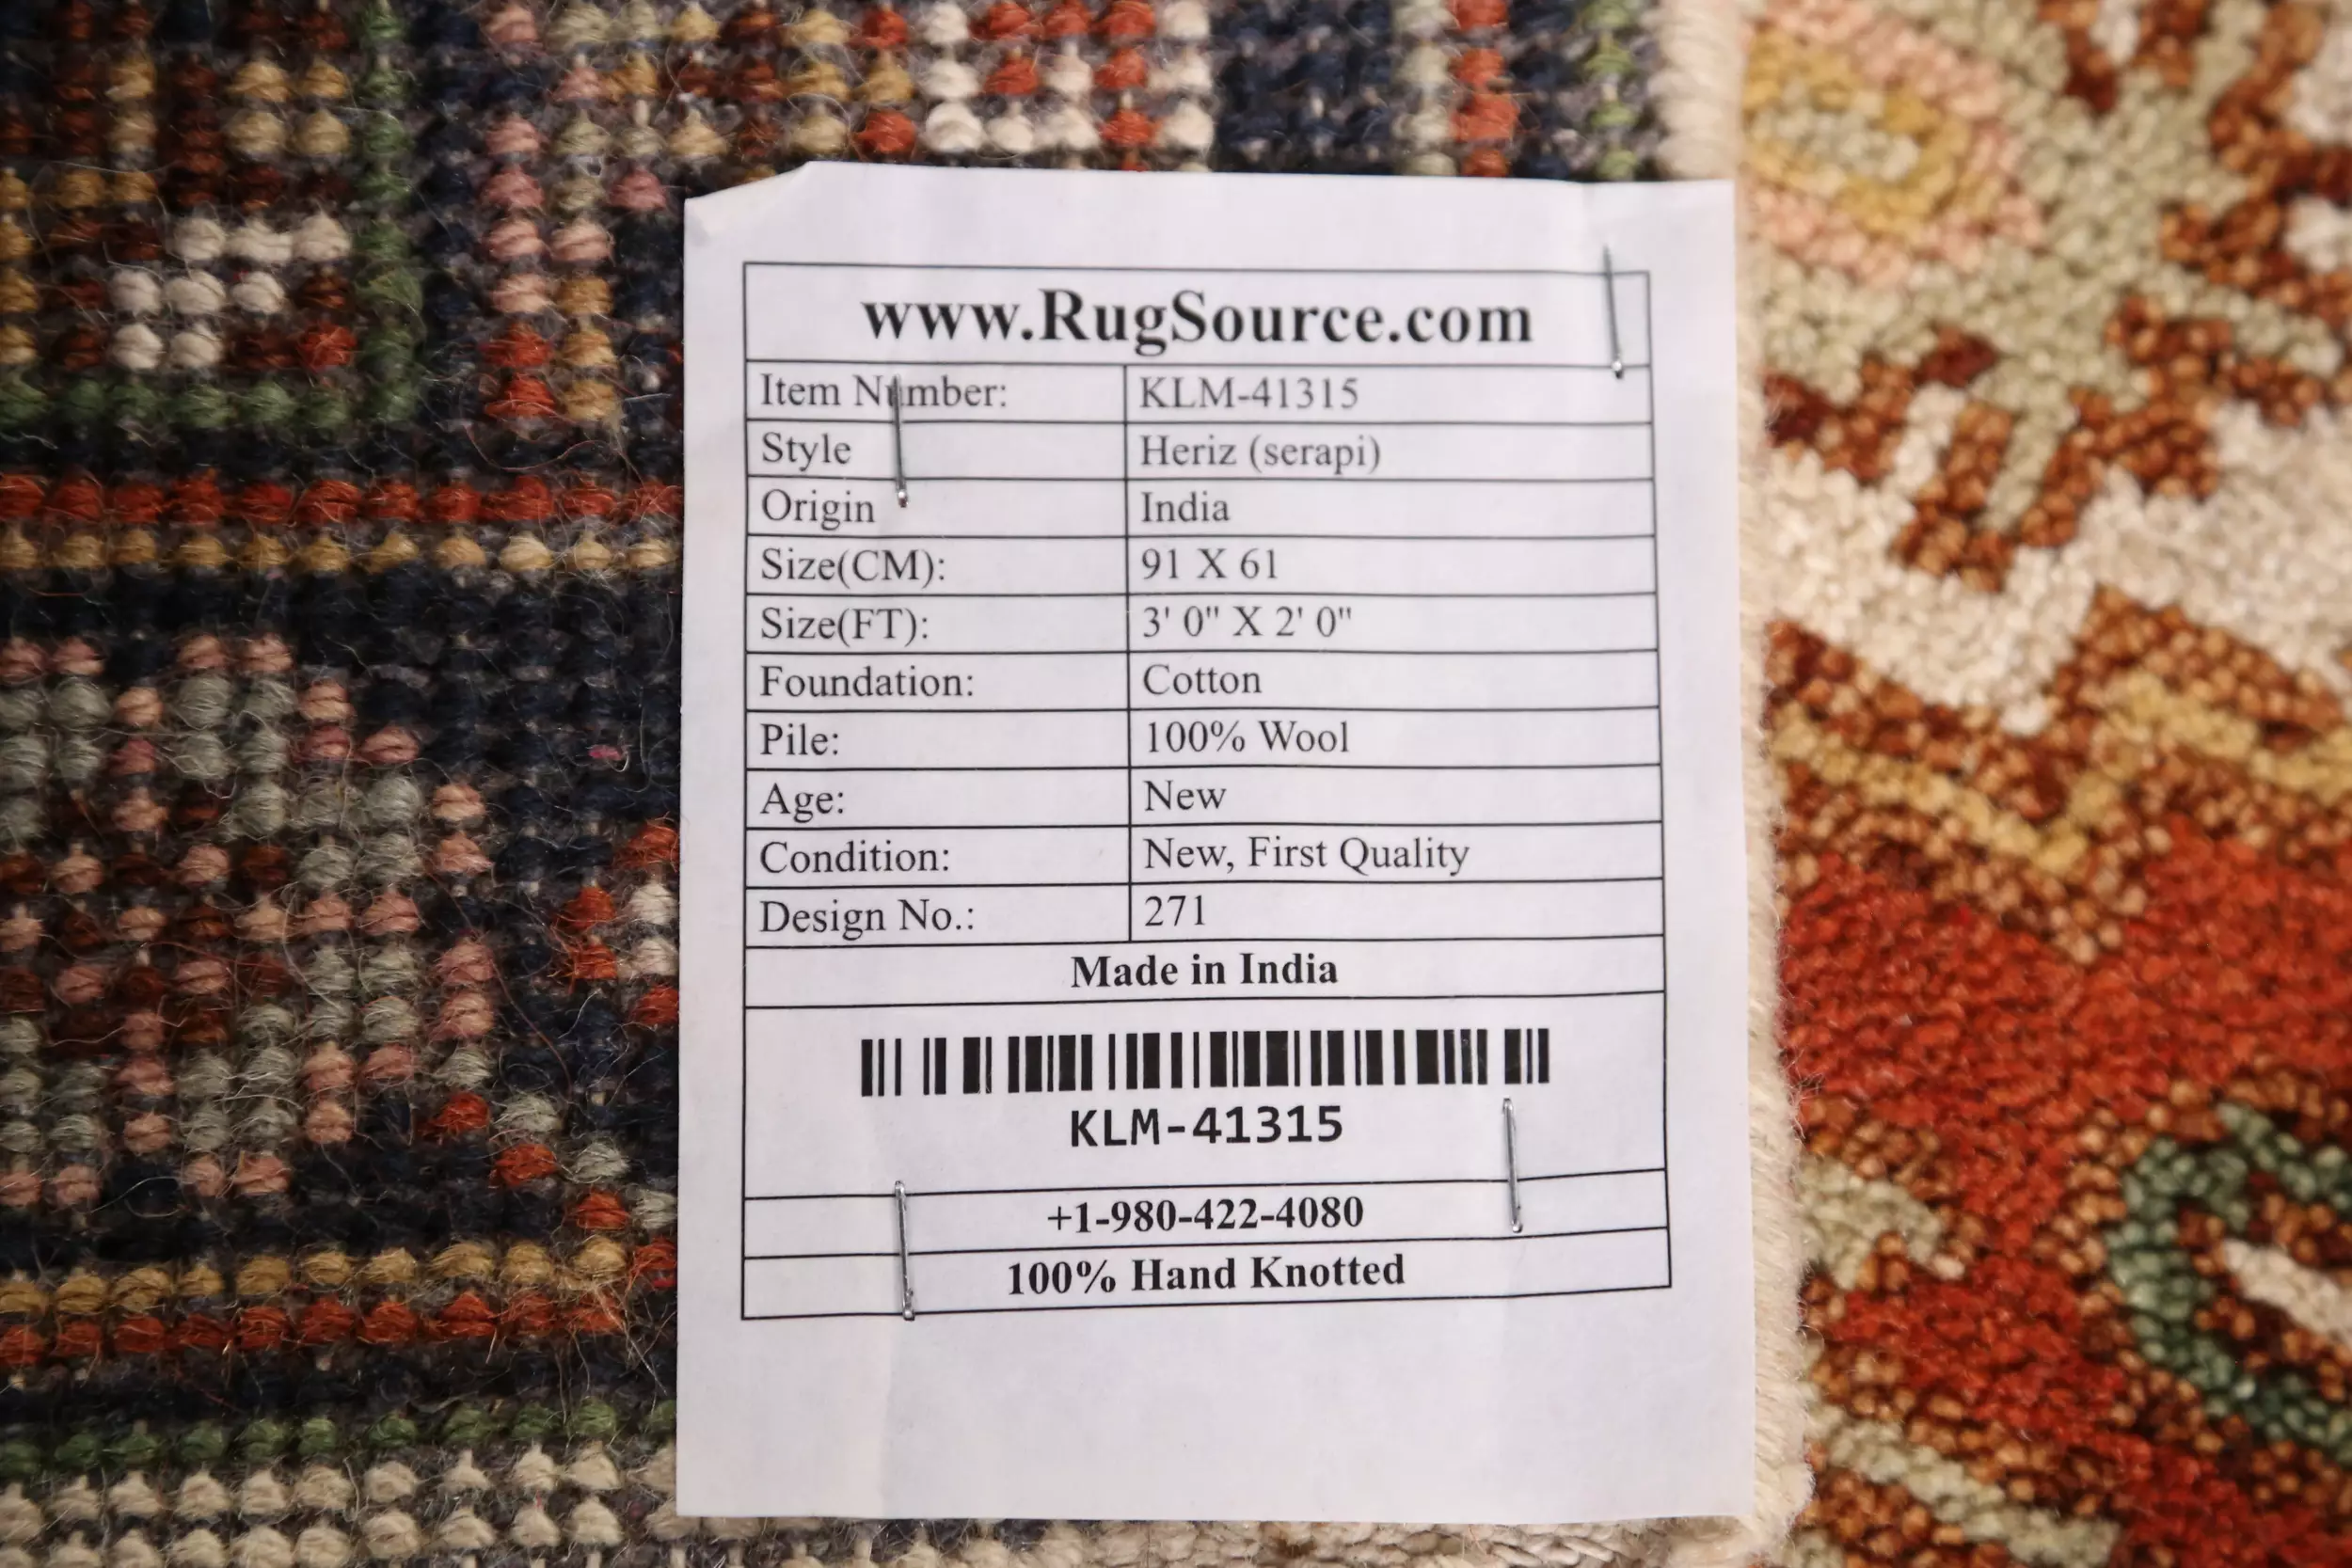 www.RugSource.com
Item Number: KLM-41315
Style Heriz (serapi)
Origin India
Size(CM): 91 X 61
Size(FT): 3' 0" X 2' 0"
Foundation: Cotton
Pile: 100% Wool
Age: New
Condition: New, First Quality
Design No.: 271
Made in India
KLM-41315
+1-980-422-4080
100% Hand Knotted